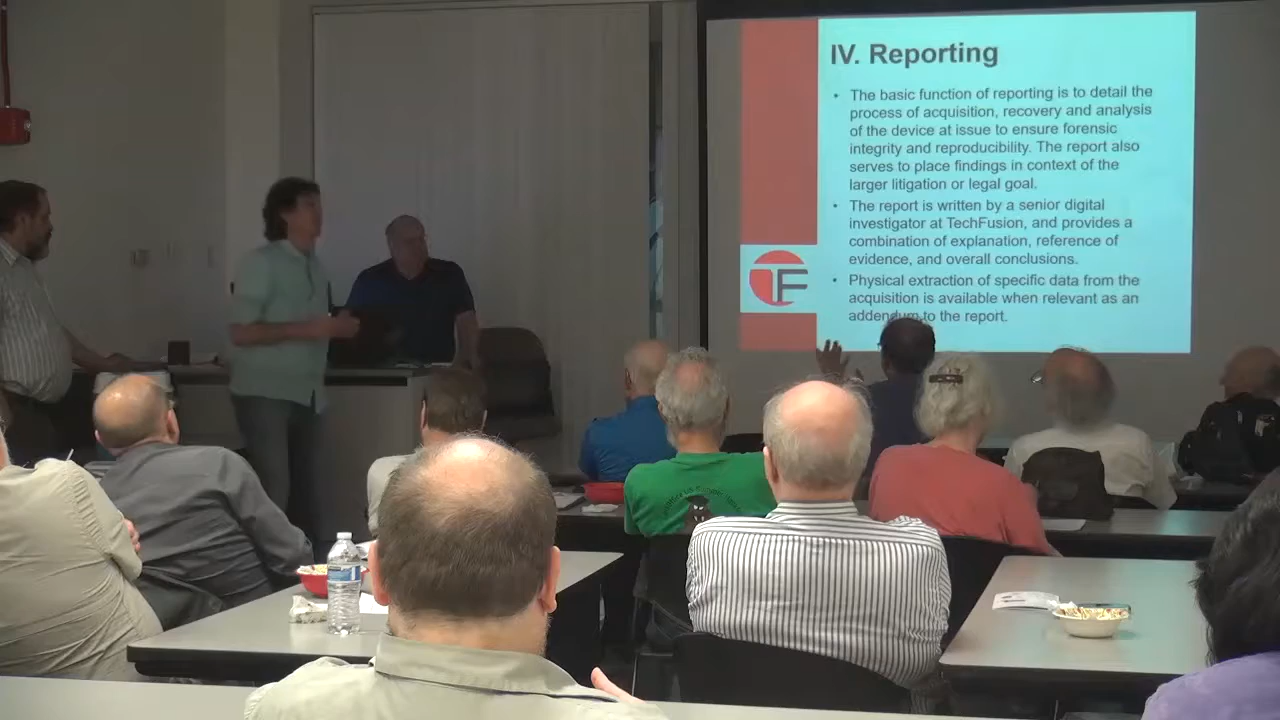 IV. Reporting
• The basic function of reporting is to detail the
process of acquisition, recovery and analysis
of the device at issue to ensure forensic
integrity and reproducibility. The report also
serves to place findings in context of the
larger litigation or legal goal.
• The report is written by a senior digital
investigator at TechFusion, and provides a
combination of explanation, reference of
evidence, and overall conclusions.
• Physical extraction of specific data from the
acquisition is available when relevant as an
addendum to the report.
TF